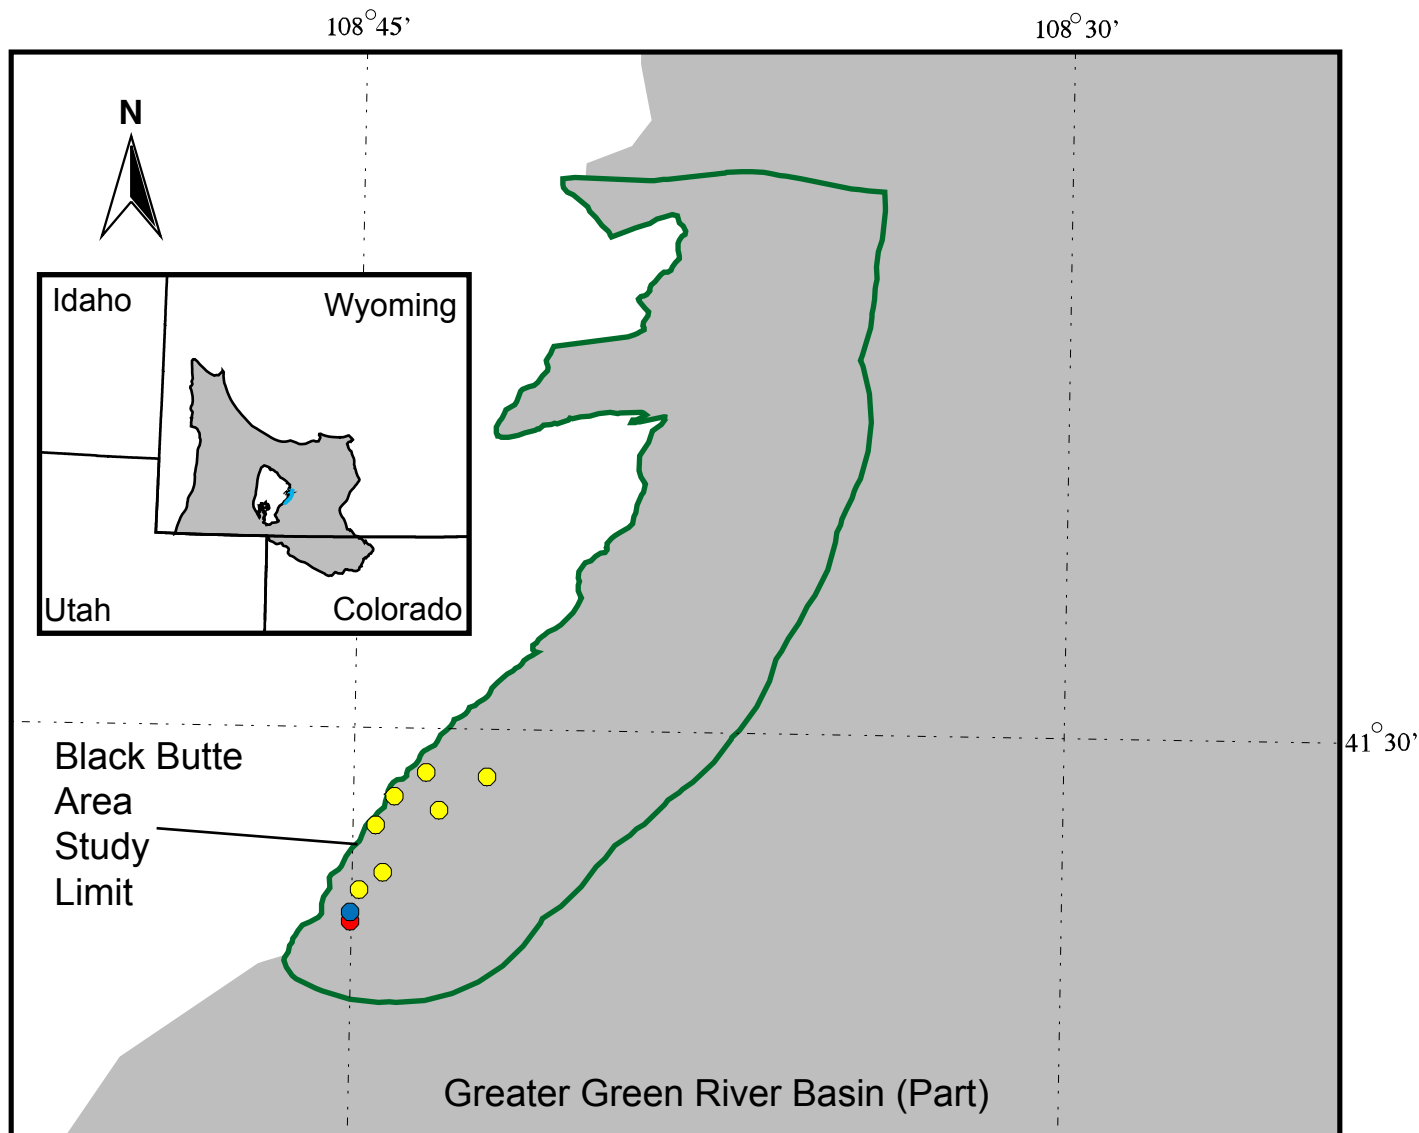 108°45'
108°30'
N
Idaho
Wyoming
Utah
Colorado
41°30'
Black Butte
Area
Study
Limit
Greater Green River Basin (Part)